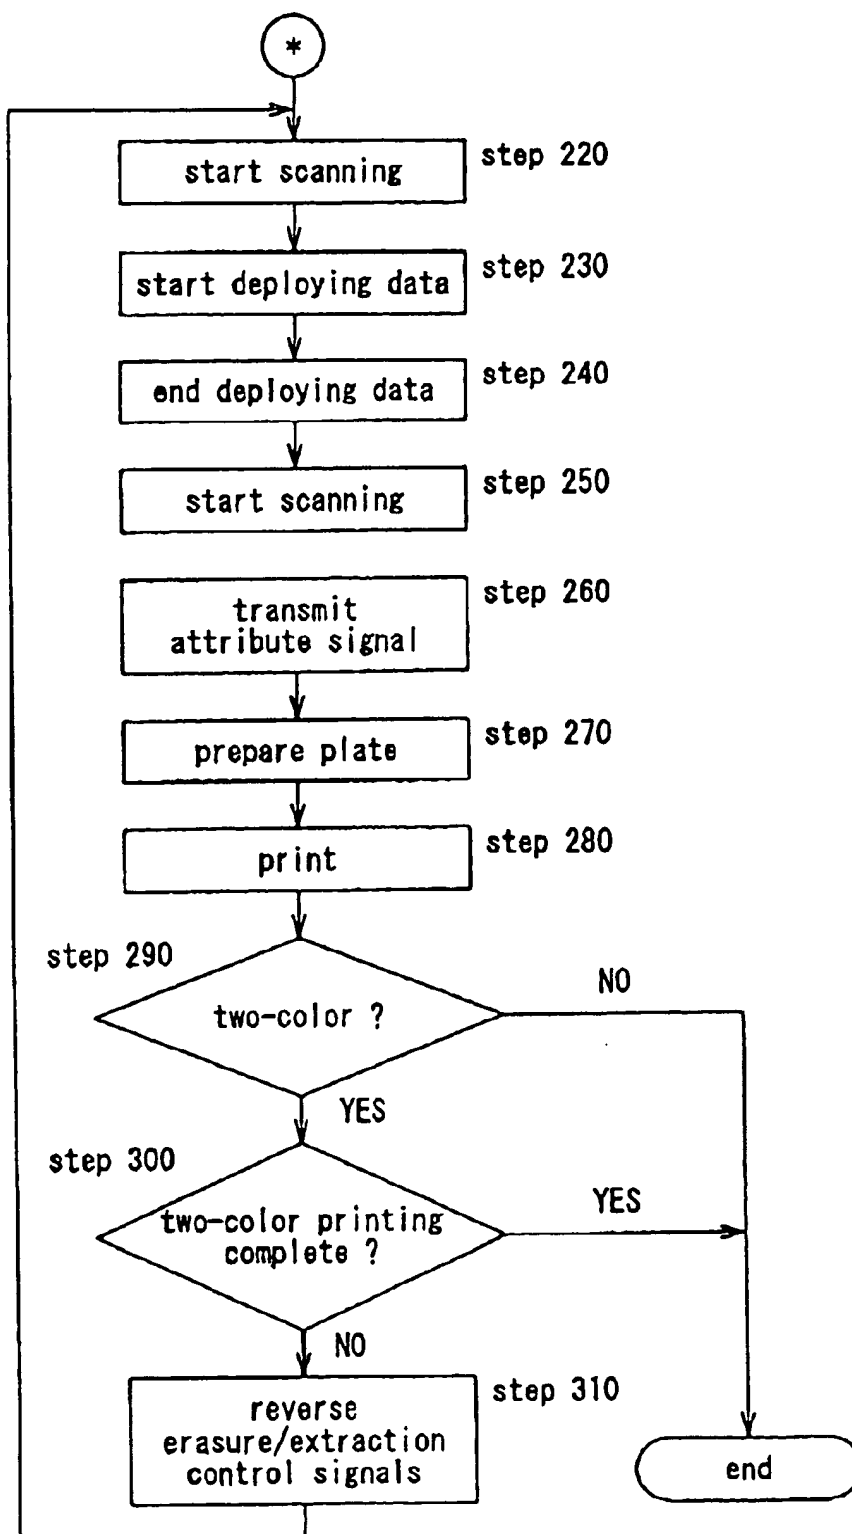 *
start scanning
step 220
start deploying data
step 230
end deploying data
step 240
start scanning
step 250
transmit
attribute signal
step 260
prepare plate
step 270
print
step 280
step 290
two-color ?
NO
YES
step 300
two-color printing
complete ?
YES
NO
reverse
erasure/extraction
control signals
step 310
end